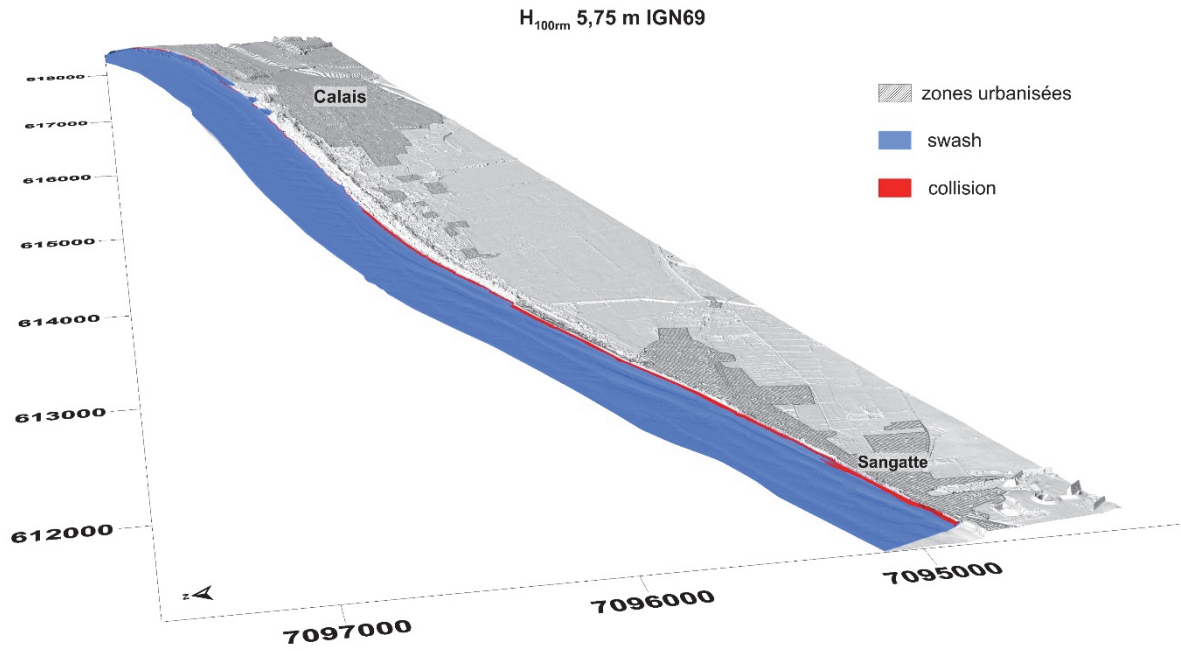 H100rm 5,75 m IGN69
zones urbanisées
swash
collision
Calais
Sangatte
618000
617000
616000
615000
614000
613000
612000
7097000
7096000
7095000
z